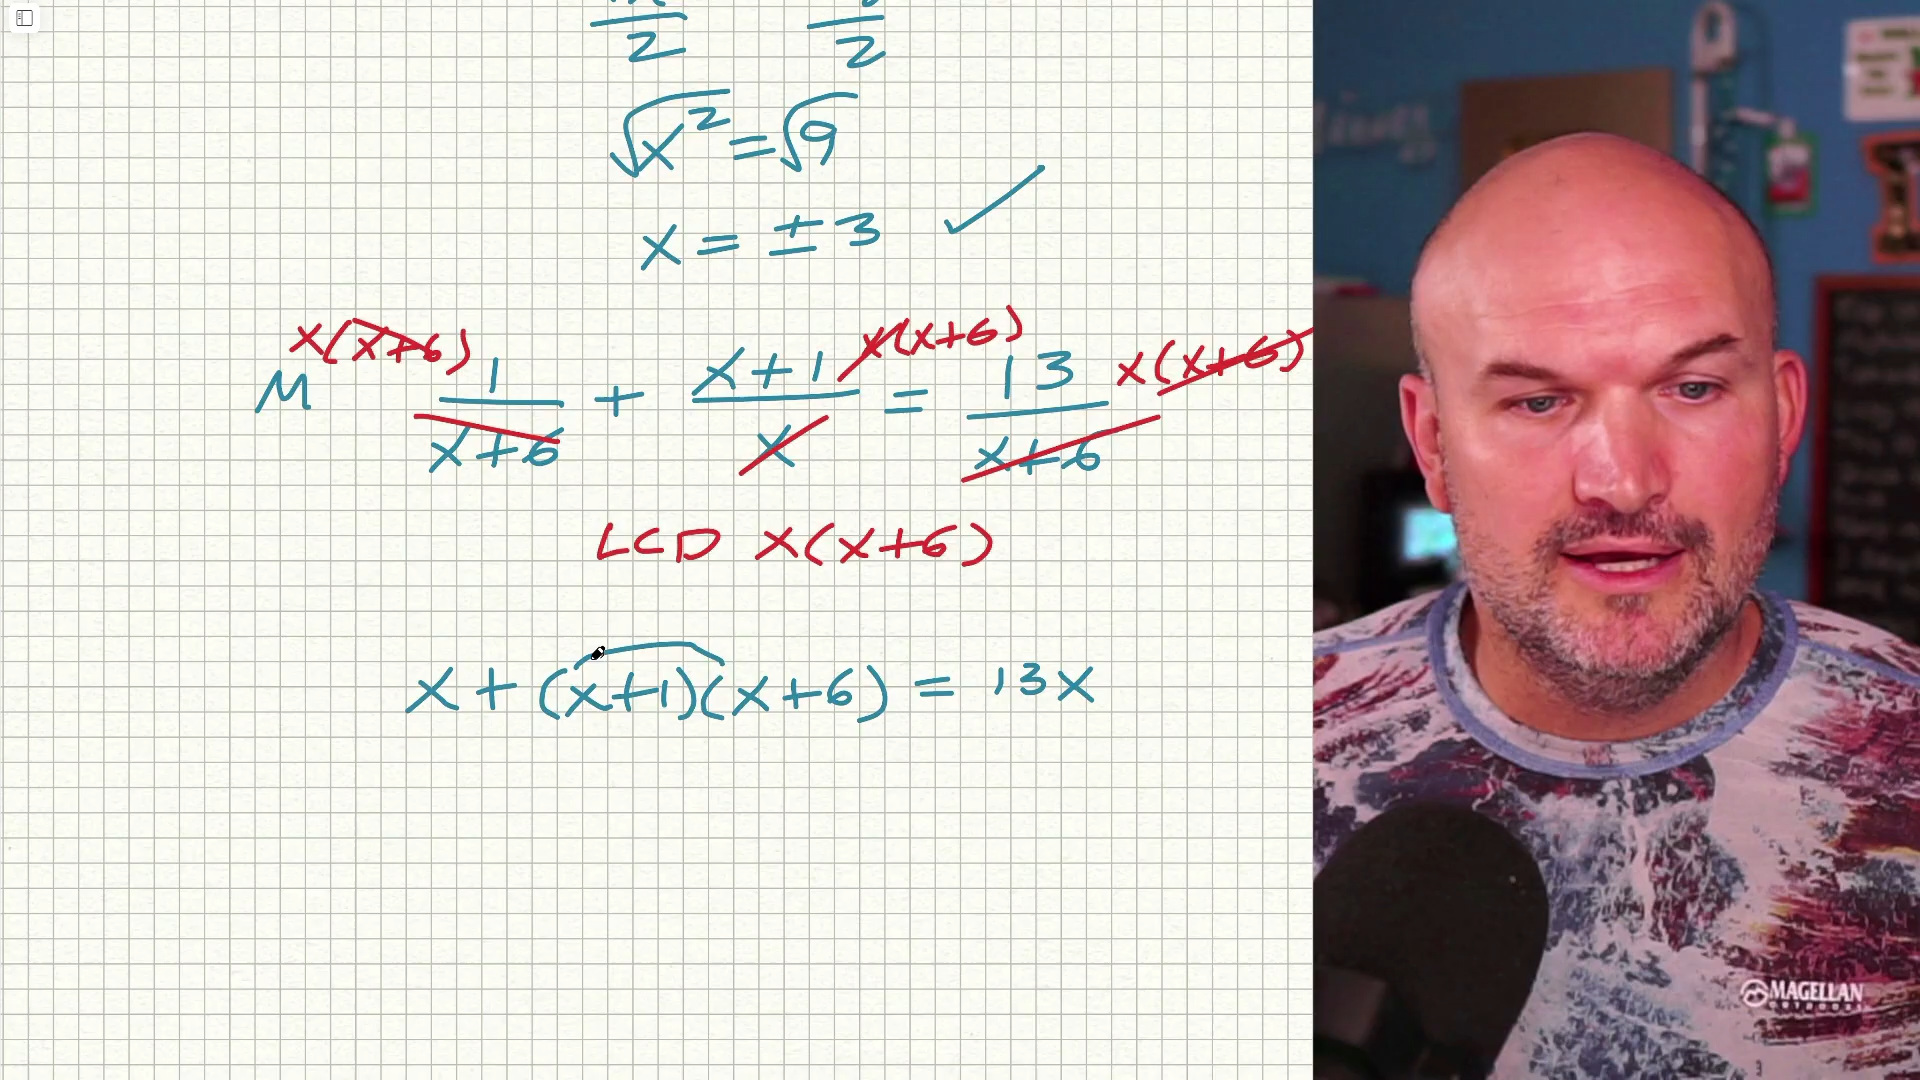 2 2
√x² = √9
x = ± 3 ✓
x(x+6) x(x+6) x(x+6)
M 1/(x+6) + (x+1)/x = 13/(x+6)
LCD x(x+6)
x + (x+1)(x+6) = 13x
MAGELLAN
OUTDOORS